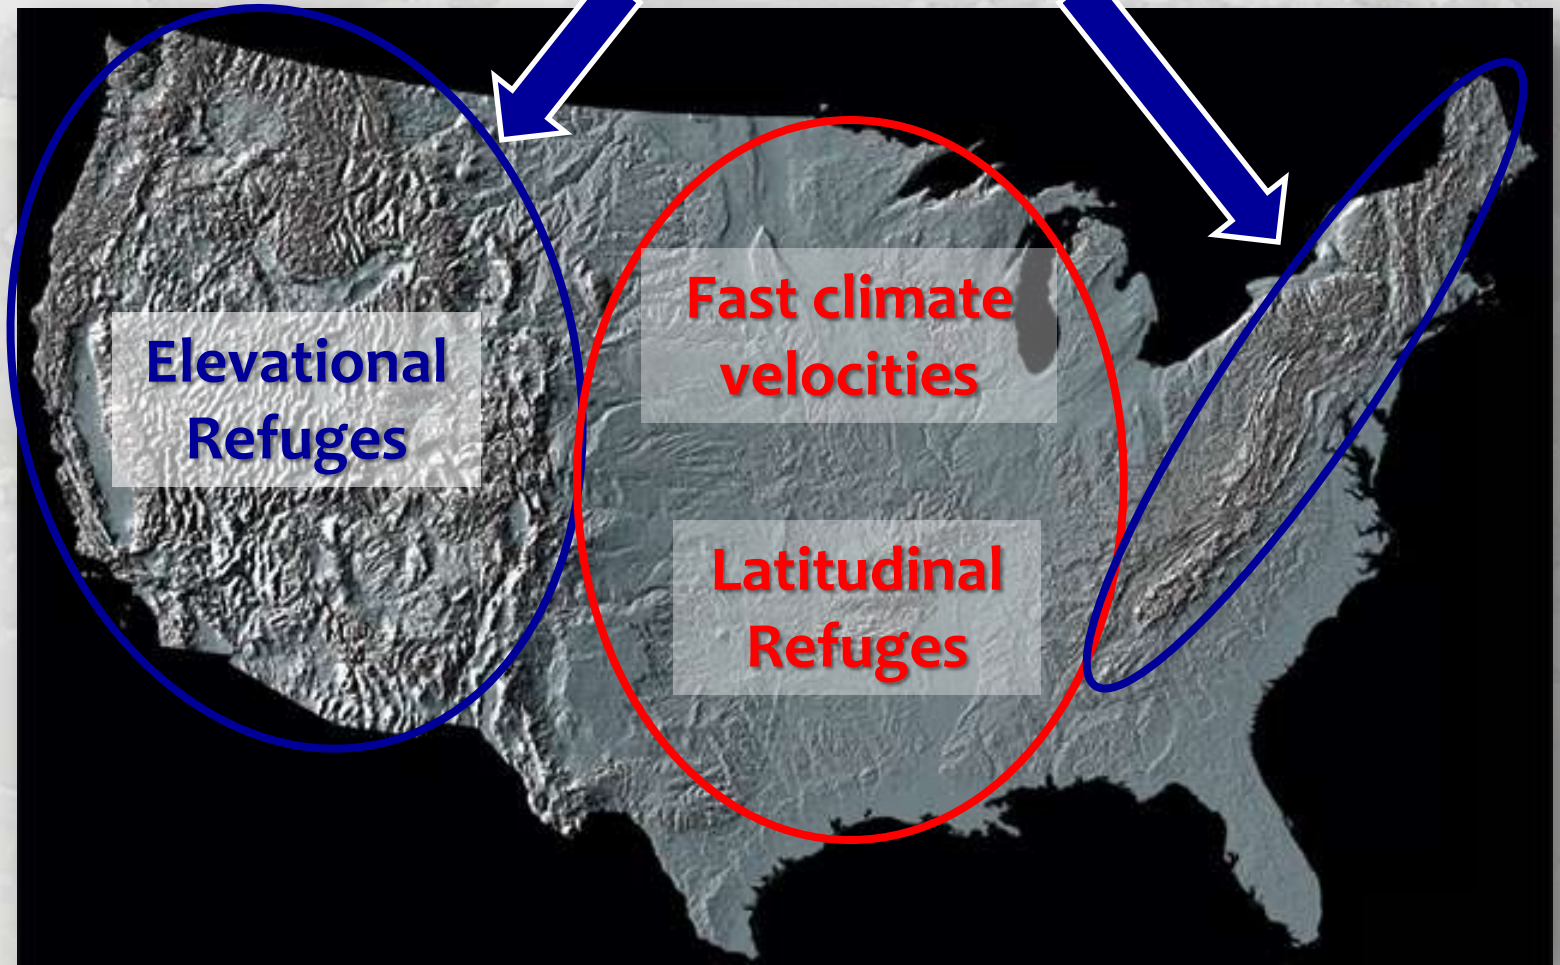 Elevational
Refuges
Fast climate
velocities
Latitudinal
Refuges